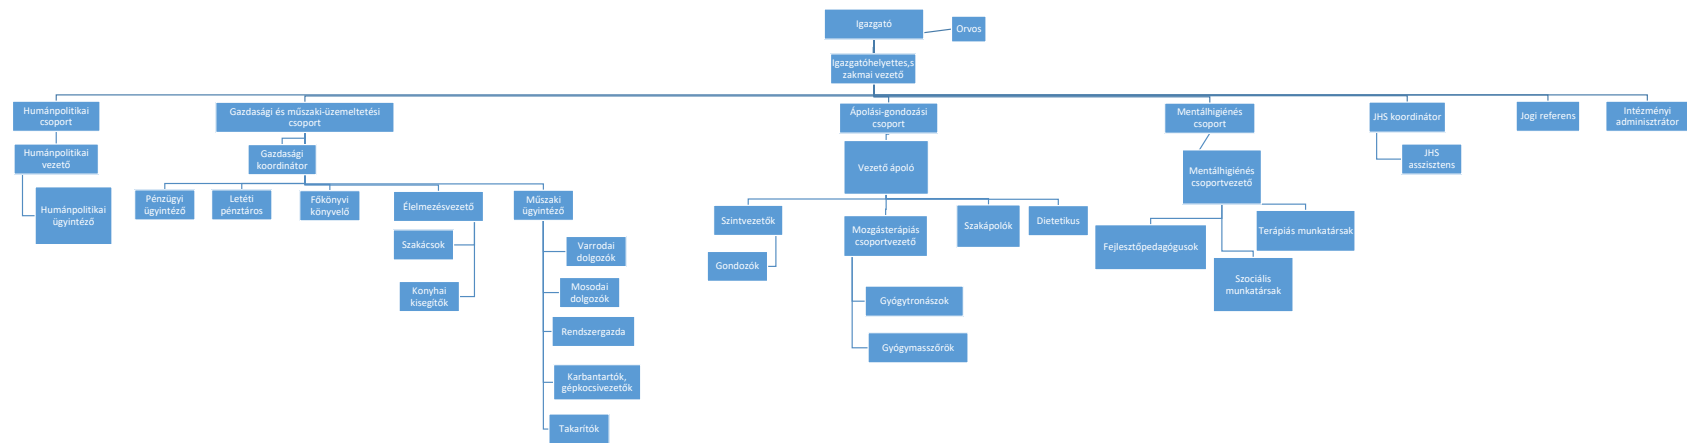 Igazgató
Orvos
Igazgatóhelyettes,s
zakmai vezető
Humánpolitikai
csoport
Gazdasági és műszaki-üzemeltetési
csoport
Ápolási-gondozási
csoport
Mentálhigiénés
csoport
JHS koordinátor
Jogi referens
Intézményi
adminisztrátor
Humánpolitikai
vezető
Gazdasági
koordinátor
Vezető ápoló
Mentálhigiénés
csoportvezető
JHS
asszisztens
Humánpolitikai
ügyintéző
Pénzügyi
ügyintéző
Letéti
pénztáros
Főkönyvi
könyvelő
Élelmezésvezető
Műszaki
ügyintéző
Szintvezetők
Mozgásterápiás
csoportvezető
Szakápolók
Dietetikus
Fejlesztőpedagógusok
Terápiás munkatársak
Szakácsok
Varrodai
dolgozók
Gondozók
Szociális
munkatársak
Konyhai
kisegítők
Mosodai
dolgozók
Gyógytronászok
Rendszergazda
Gyógymasszőrök
Karbantartók,
gépkocsivezetők
Takarítók